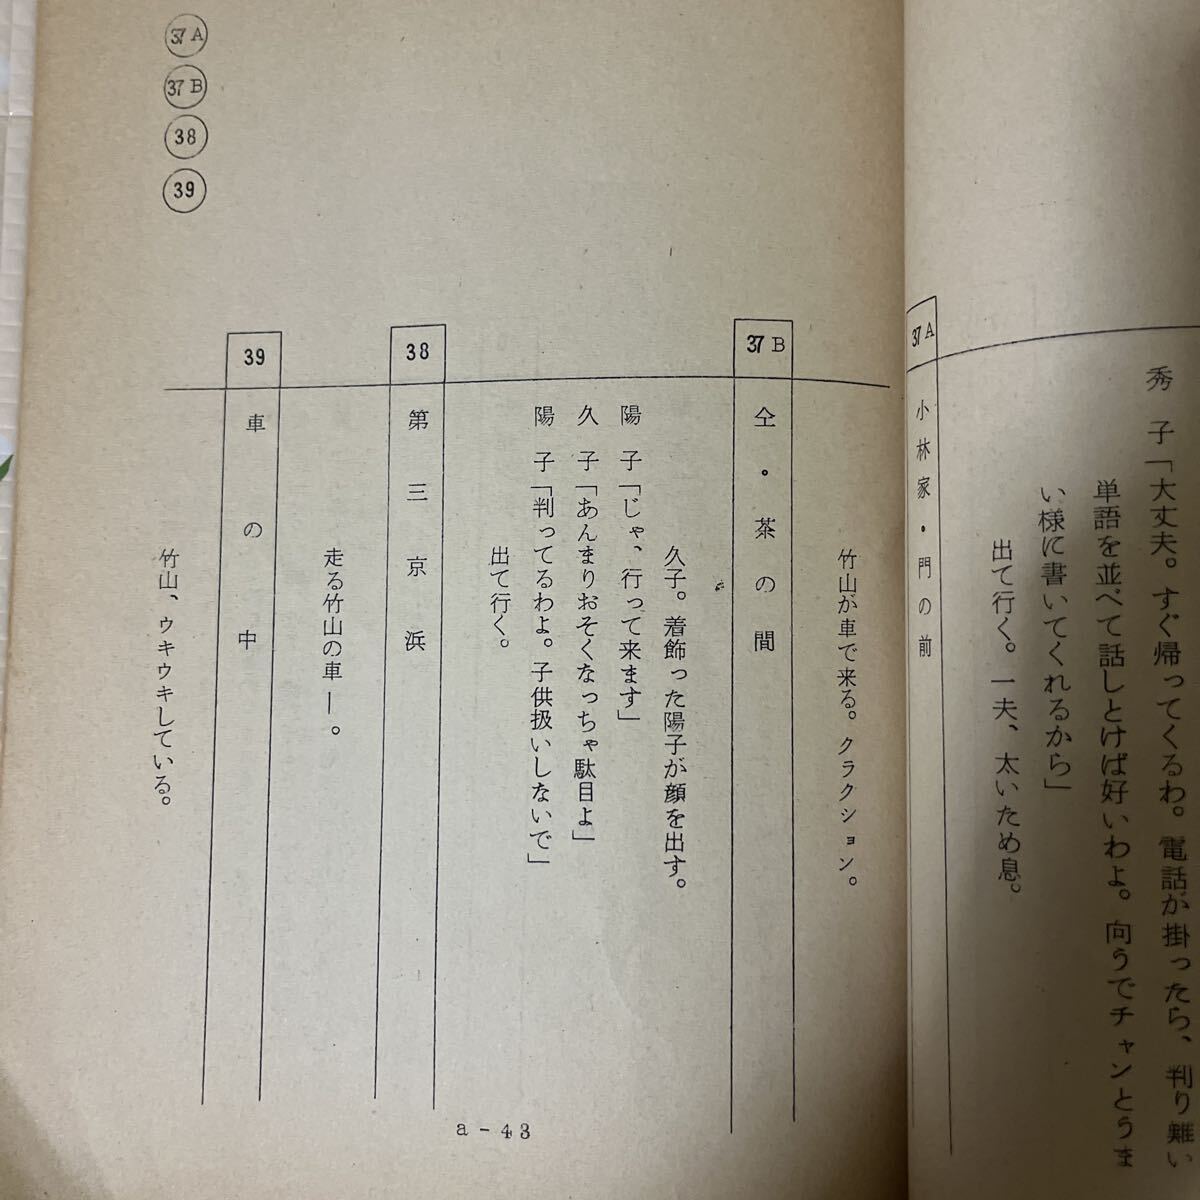 秀子「大丈夫。すぐ帰ってくるわ。電話が掛ったら、判り難い
単語を並べて話しとけば好いわよ。向うでチャンとうま
い様に書いてくれるから」
出て行く。一夫、太いため息。
37A 小林家・門の前
竹山が車で来る。クラクション。
37B 仝・茶の間
久子。着飾った陽子が顔を出す。
陽子「じゃ、行って来ます」
久子「あんまりおそくなっちゃ駄目よ」
陽子「判ってるわよ。子供扱いしないで」
出て行く。
38 第三京浜
走る竹山の車―。
39 車の中
竹山、ウキウキしている。
37A
37B
38
39
a-43